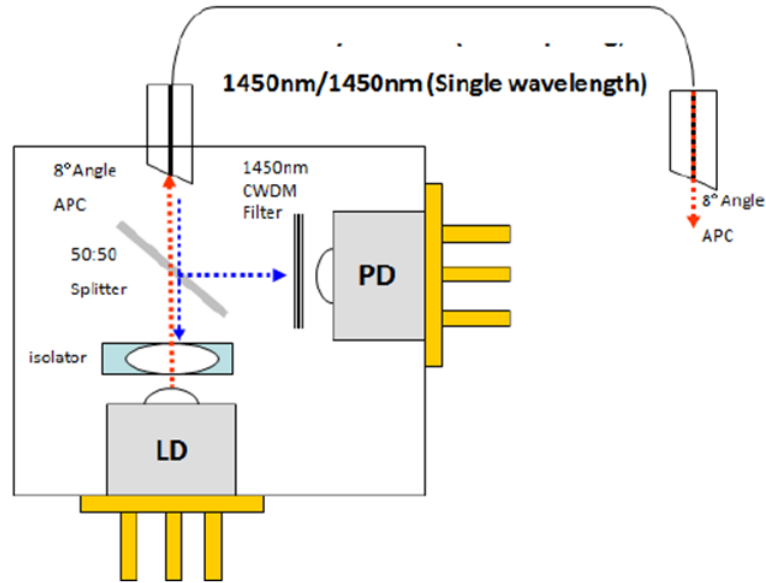 1450nm/1450nm (Single wavelength)
8°Angle
APC
1450nm
CWDM
Filter
50:50
Splitter
PD
isolator
LD
8° Angle
APC